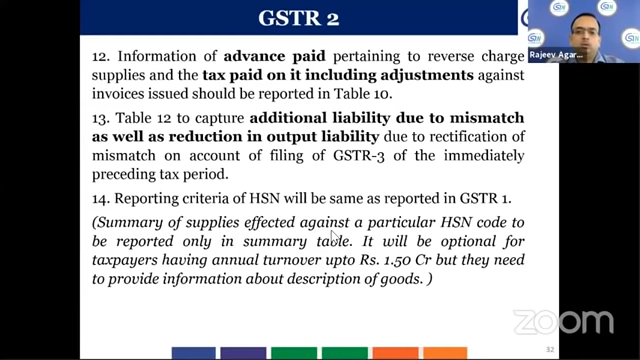 GSTR 2
12. Information of advance paid pertaining to reverse charge
supplies and the tax paid on it including adjustments against
invoices issued should be reported in Table 10.
13. Table 12 to capture additional liability due to mismatch
as well as reduction in output liability due to rectification of
mismatch on account of filing of GSTR-3 of the immediately
preceding tax period.
14. Reporting criteria of HSN will be same as reported in GSTR 1.
(Summary of supplies effected against a particular HSN code to
be reported only in summary table. It will be optional for
taxpayers having annual turnover upto Rs. 1.50 Cr but they need
to provide information about description of goods. )
Rajeev Agar...
zoom
32